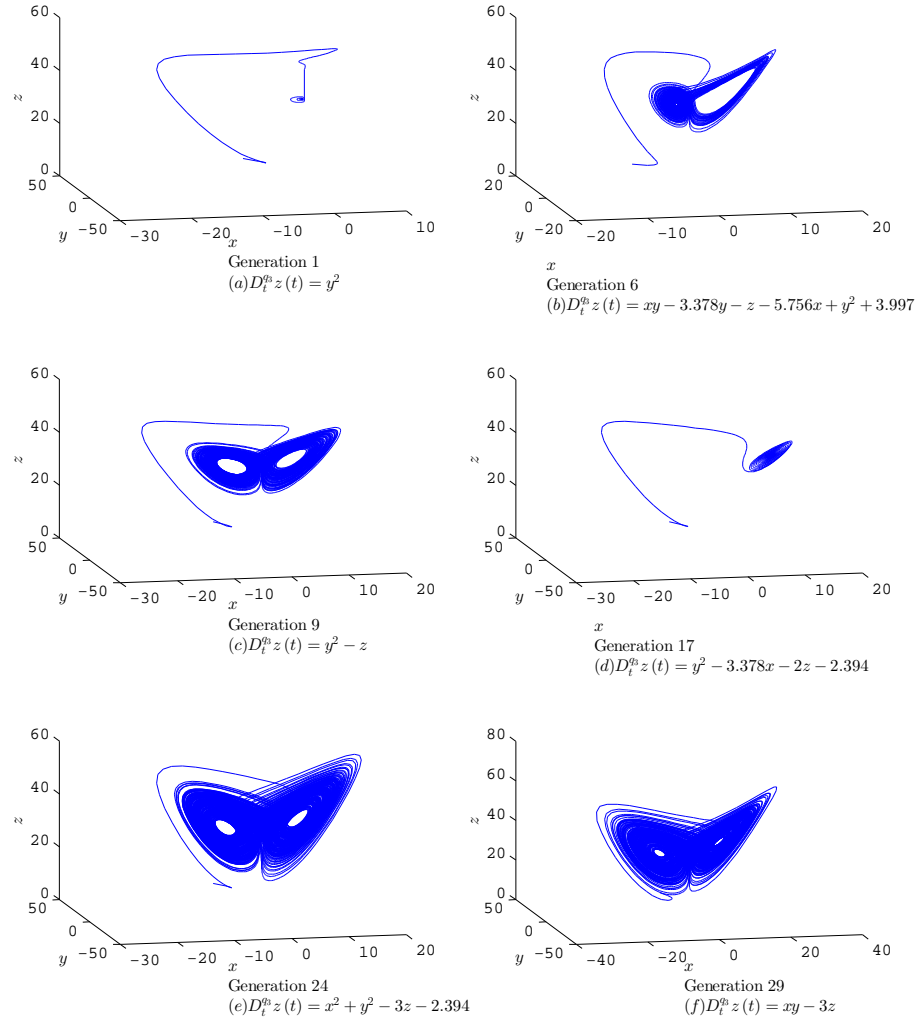 60
40
20
0
z
50
0
-50
y
-30
-20
-10
0
10
x
Generation 1
(a)D_t^{q_3} z (t) = y^2
60
40
20
0
z
20
0
-20
y
-20
-10
0
10
20
x
Generation 6
(b)D_t^{q_3} z (t) = xy − 3.378y − z − 5.756x + y^2 + 3.997
60
40
20
0
z
50
0
-50
y
-30
-20
-10
0
10
20
x
Generation 9
(c)D_t^{q_3} z (t) = y^2 − z
60
40
20
0
z
50
0
-50
y
-30
-20
-10
0
10
20
x
Generation 17
(d)D_t^{q_3} z (t) = y^2 − 3.378x − 2z − 2.394
60
40
20
0
z
50
0
-50
y
-30
-20
-10
0
10
20
x
Generation 24
(e)D_t^{q_3} z (t) = x^2 + y^2 − 3z − 2.394
80
60
40
20
0
z
50
0
-50
y
-40
-20
0
20
40
x
Generation 29
(f)D_t^{q_3} z (t) = xy − 3z